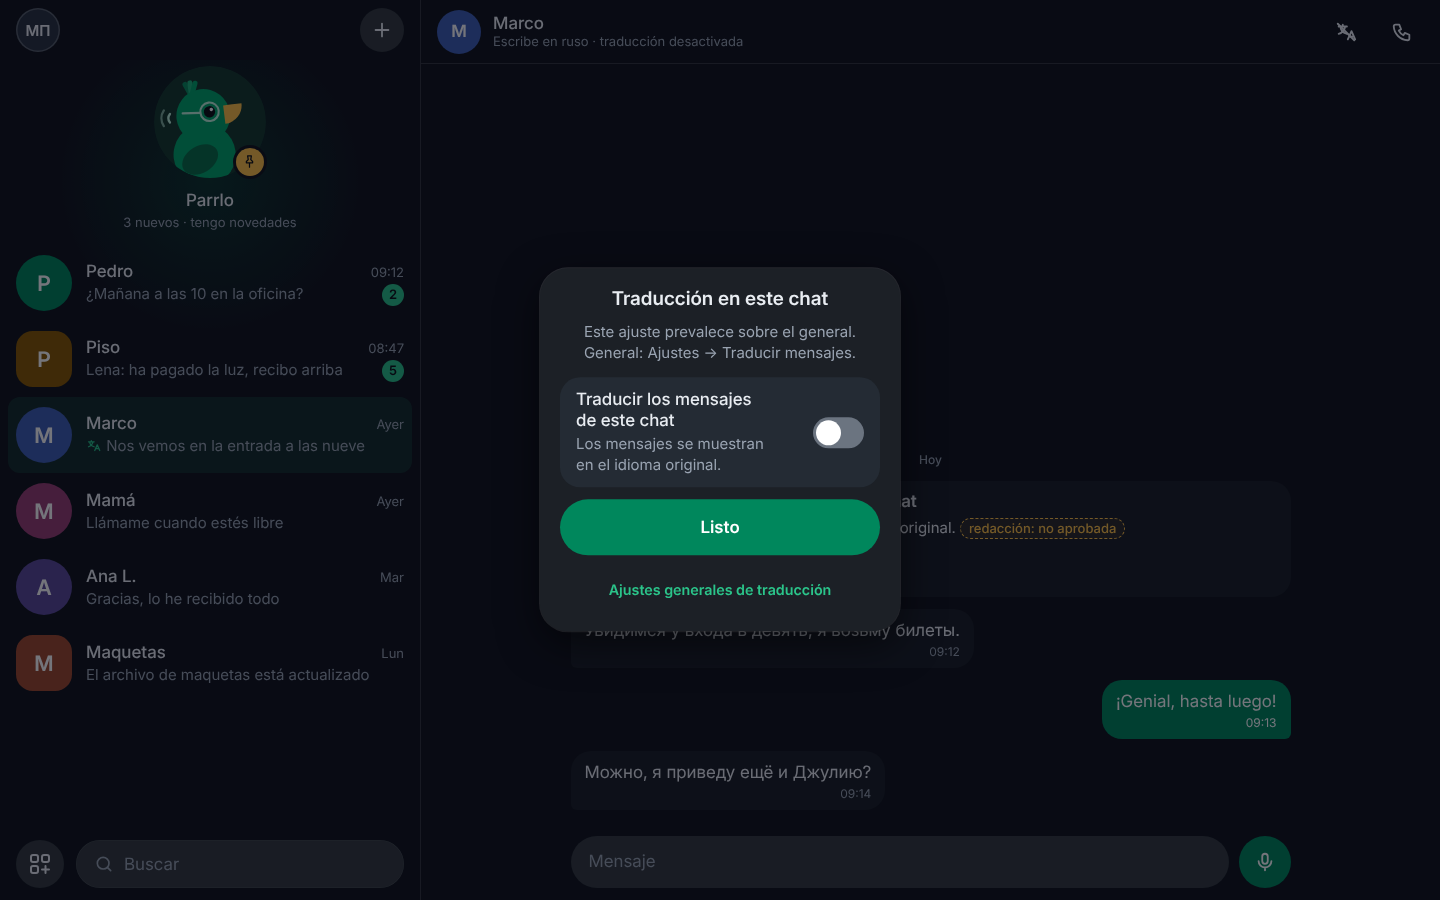 МП
Parrlo
3 nuevos · tengo novedades
Pedro
09:12
¿Mañana a las 10 en la oficina?
2
Piso
08:47
Lena: ha pagado la luz, recibo arriba
5
Marco
Ayer
Nos vemos en la entrada a las nueve
Mamá
Ayer
Llámame cuando estés libre
Ana L.
Mar
Gracias, lo he recibido todo
Maquetas
Lun
El archivo de maquetas está actualizado
Buscar
P
P
M
M
A
M
M
Marco
Escribe en ruso · traducción desactivada
Hoy
at
original. redacción: no aprobada
Traducción en este chat
Este ajuste prevalece sobre el general.
General: Ajustes → Traducir mensajes.
Traducir los mensajes
de este chat
Los mensajes se muestran
en el idioma original.
Listo
Ajustes generales de traducción
Увидимся у входа в девять, я возьму билеты.
09:12
¡Genial, hasta luego!
09:13
Можно, я приведу ещё и Джулию?
09:14
Mensaje